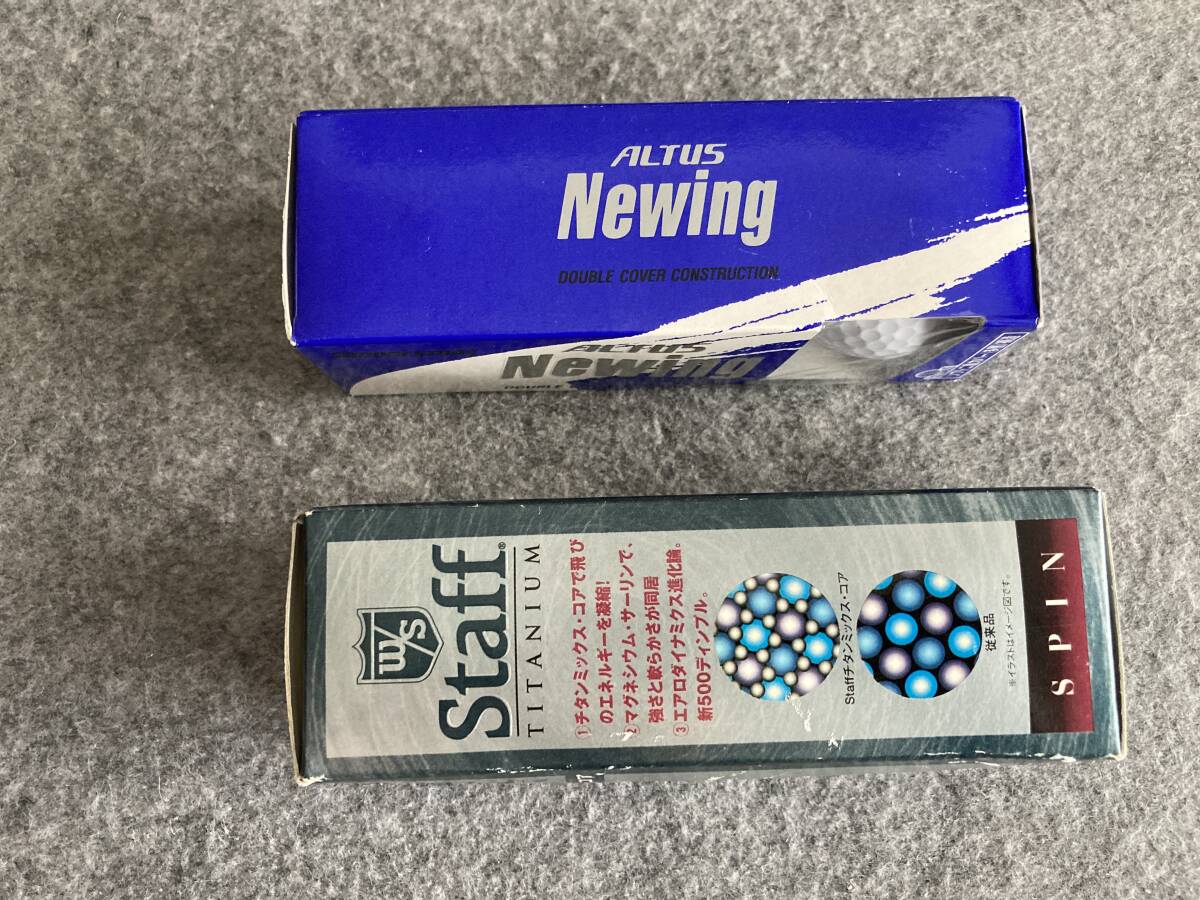 ALTUS
Newing
DOUBLE COVER CONSTRUCTION
ALTUS
Newing
DOUBLE
WS
Staff®
TITANIUM
①チタンミックス・コアで飛び
のエネルギーを凝縮!
②マグネシウム・サーリンで、
強さと軟らかさが同居
③エアロダイナミクス進化論。
新500ディンプル。
Staffチタンミックス・コア
従来品
※イラストはイメージ図です。
SPIN